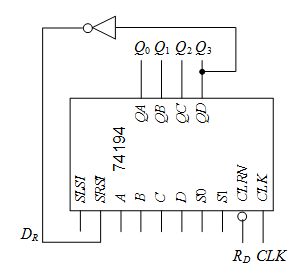 Q0 Q1 Q2 Q3
QA QB QC QD
74194
SLSI SRSI A B C D S0 S1 CLRN CLK
DR
RD CLK